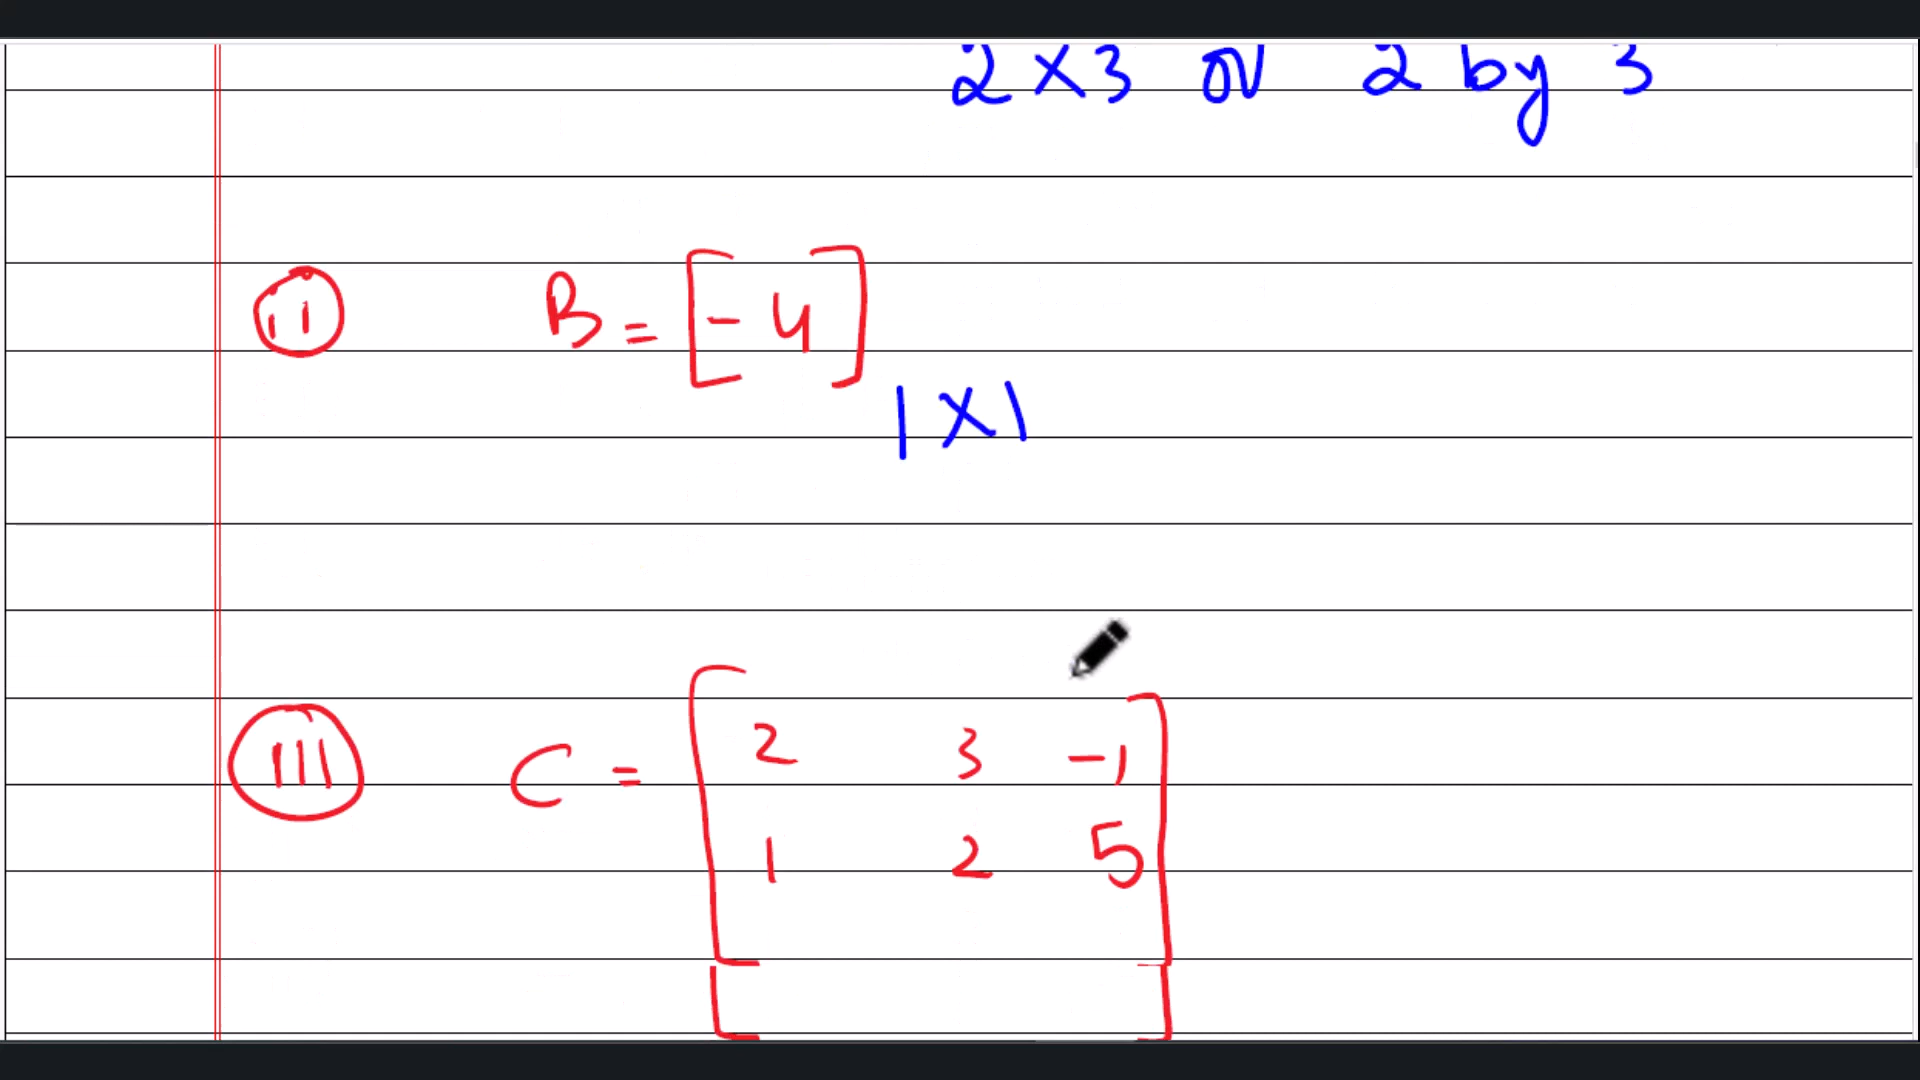 2 X 3 or 2 by 3
(ii) B = [-4]
1 X 1
(iii) C = [2 3 -1
1 2 5]